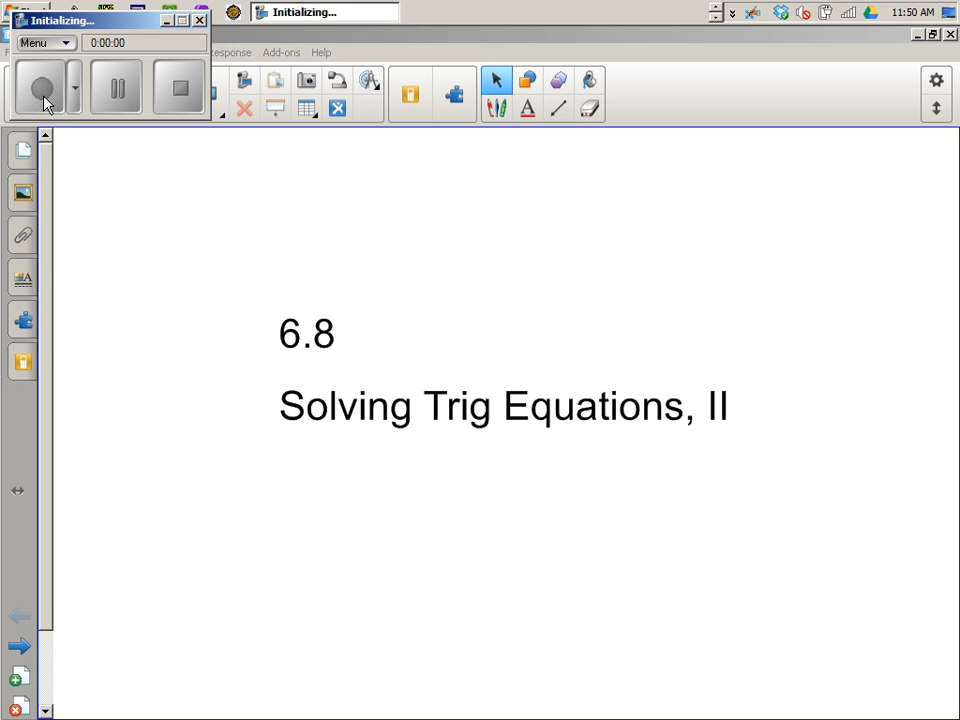 Initializing...
Initializing...
11:50 AM
Menu
0:00:00
esponse
Add-ons
Help
6.8
Solving Trig Equations, II